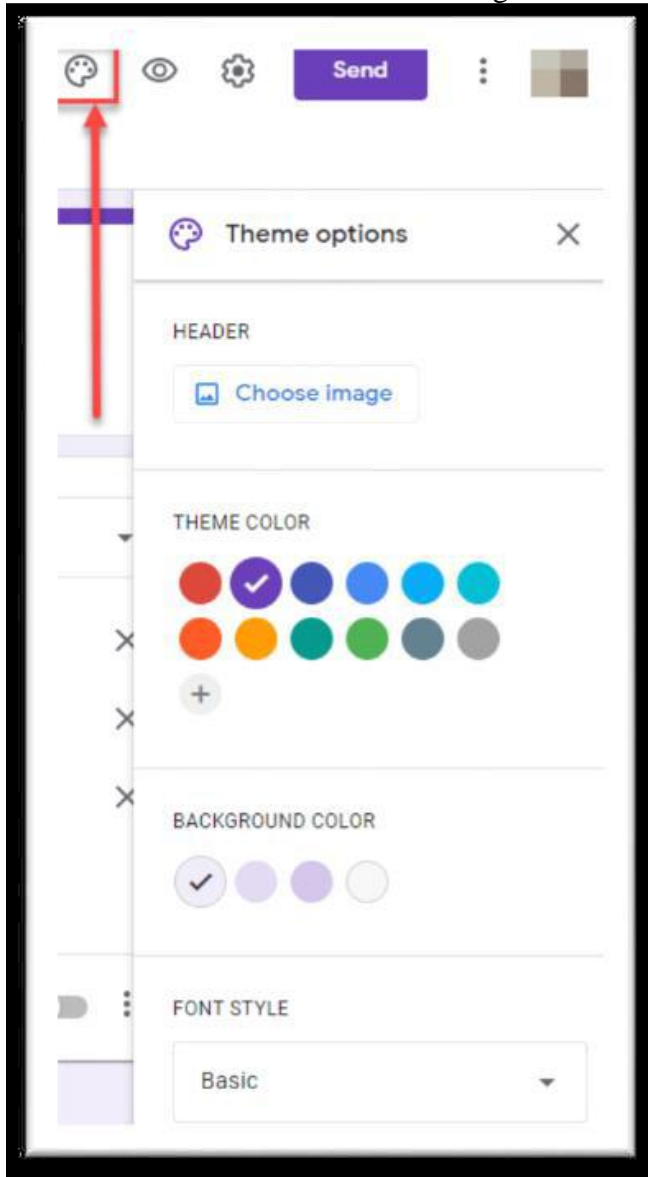 Send
Theme options
HEADER
Choose image
THEME COLOR
BACKGROUND COLOR
FONT STYLE
Basic